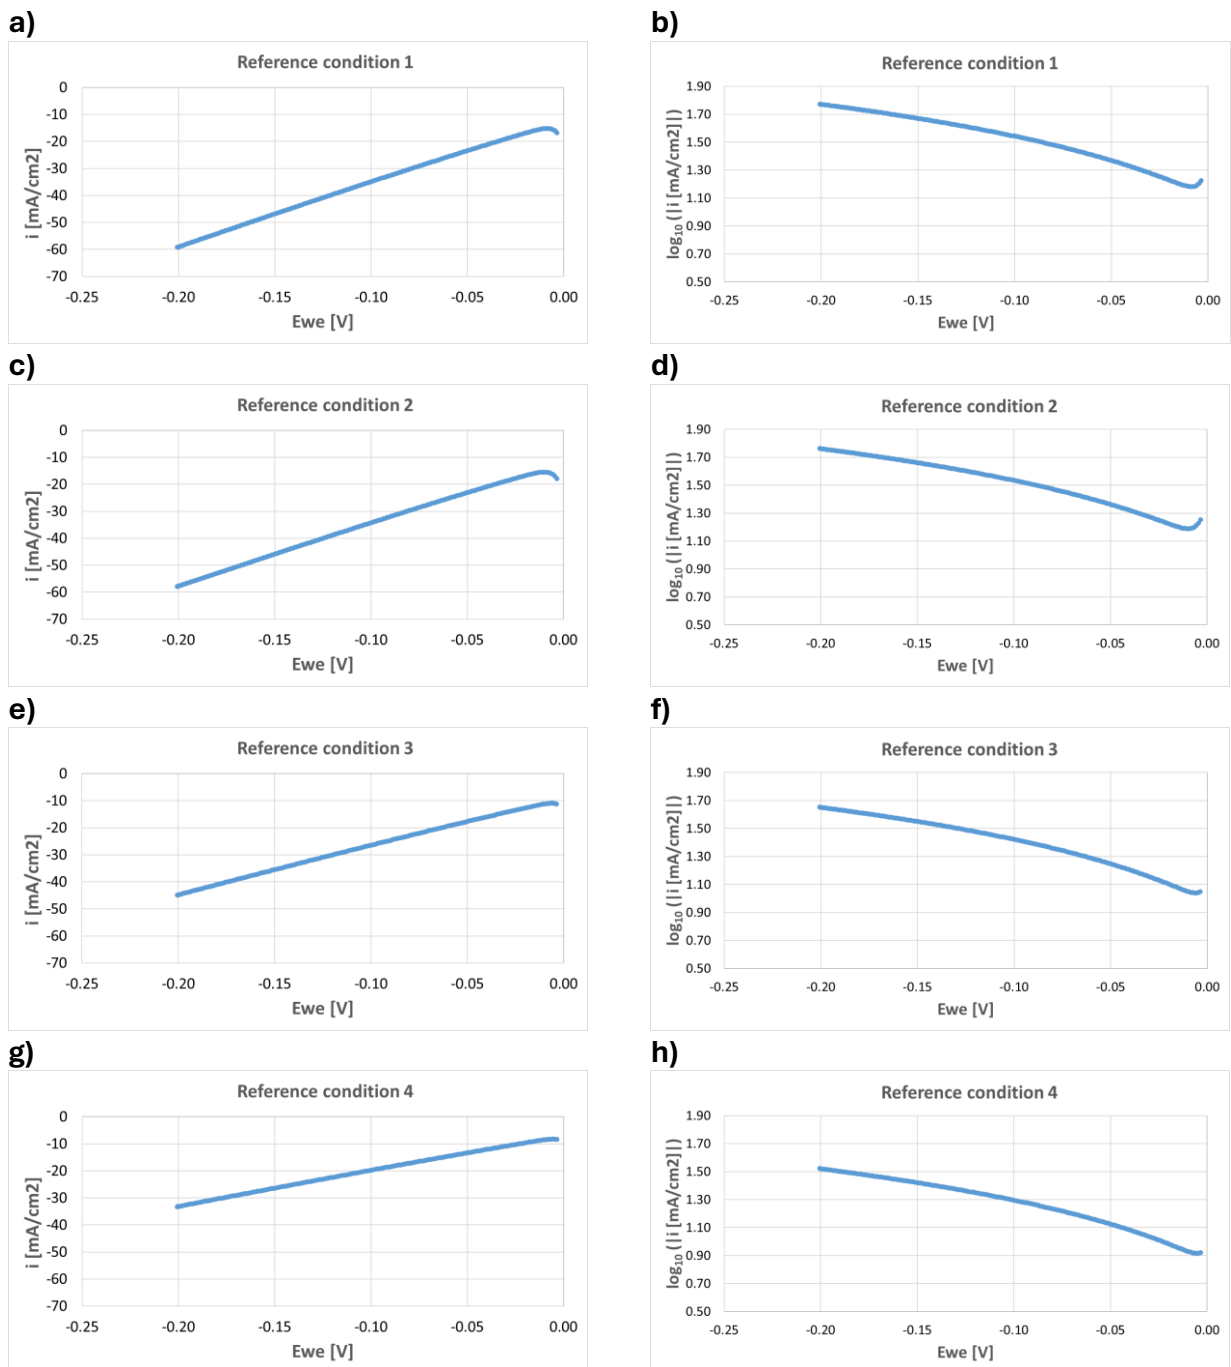 a)
Reference condition 1
0
-10
-20
-30
-40
-50
-60
-70
i [mA/cm2]
-0.25 -0.20 -0.15 -0.10 -0.05 0.00
Ewe [V]
b)
Reference condition 1
1.90
1.70
1.50
1.30
1.10
0.90
0.70
0.50
log10 (|i [mA/cm2]|)
-0.25 -0.20 -0.15 -0.10 -0.05 0.00
Ewe [V]
c)
Reference condition 2
0
-10
-20
-30
-40
-50
-60
-70
i [mA/cm2]
-0.25 -0.20 -0.15 -0.10 -0.05 0.00
Ewe [V]
d)
Reference condition 2
1.90
1.70
1.50
1.30
1.10
0.90
0.70
0.50
log10 (|i [mA/cm2]|)
-0.25 -0.20 -0.15 -0.10 -0.05 0.00
Ewe [V]
e)
Reference condition 3
0
-10
-20
-30
-40
-50
-60
-70
i [mA/cm2]
-0.25 -0.20 -0.15 -0.10 -0.05 0.00
Ewe [V]
f)
Reference condition 3
1.90
1.70
1.50
1.30
1.10
0.90
0.70
0.50
log10 (|i [mA/cm2]|)
-0.25 -0.20 -0.15 -0.10 -0.05 0.00
Ewe [V]
g)
Reference condition 4
0
-10
-20
-30
-40
-50
-60
-70
i [mA/cm2]
-0.25 -0.20 -0.15 -0.10 -0.05 0.00
Ewe [V]
h)
Reference condition 4
1.90
1.70
1.50
1.30
1.10
0.90
0.70
0.50
log10 (|i [mA/cm2]|)
-0.25 -0.20 -0.15 -0.10 -0.05 0.00
Ewe [V]